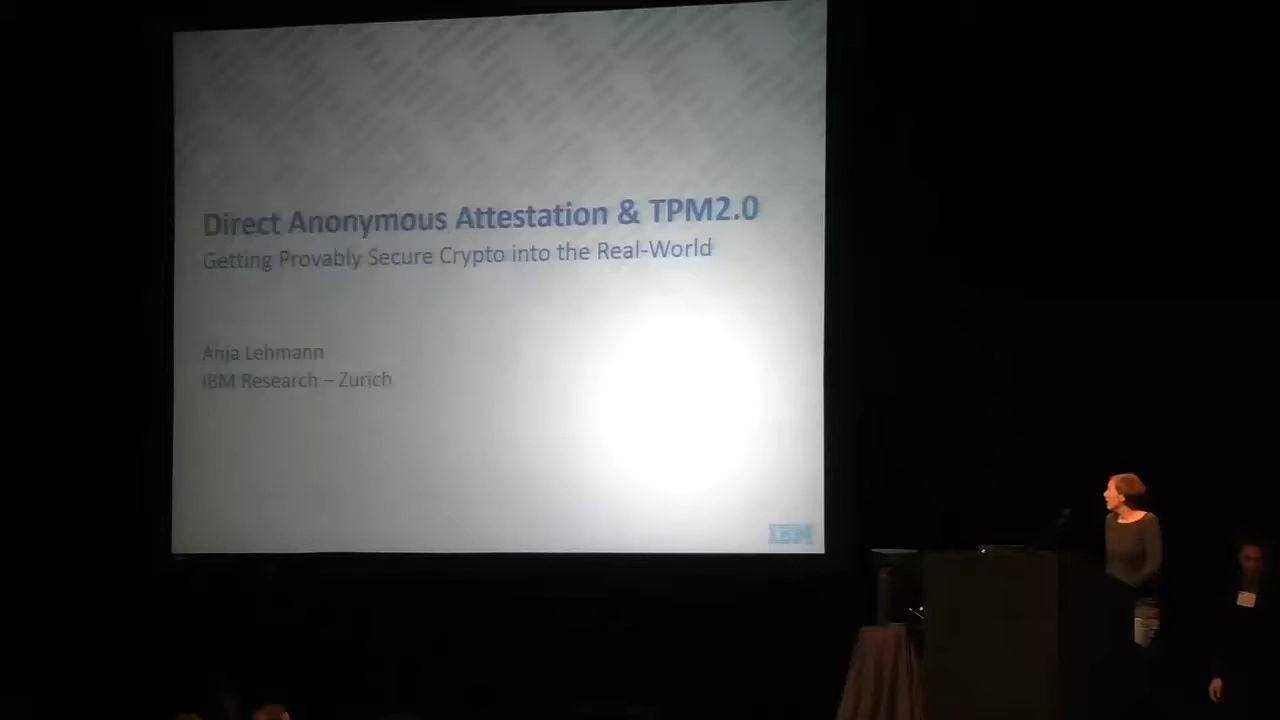 Direct Anonymous Attestation & TPM2.0
Getting Provably Secure Crypto into the Real-World
Anja Lehmann
IBM Research – Zurich
IBM